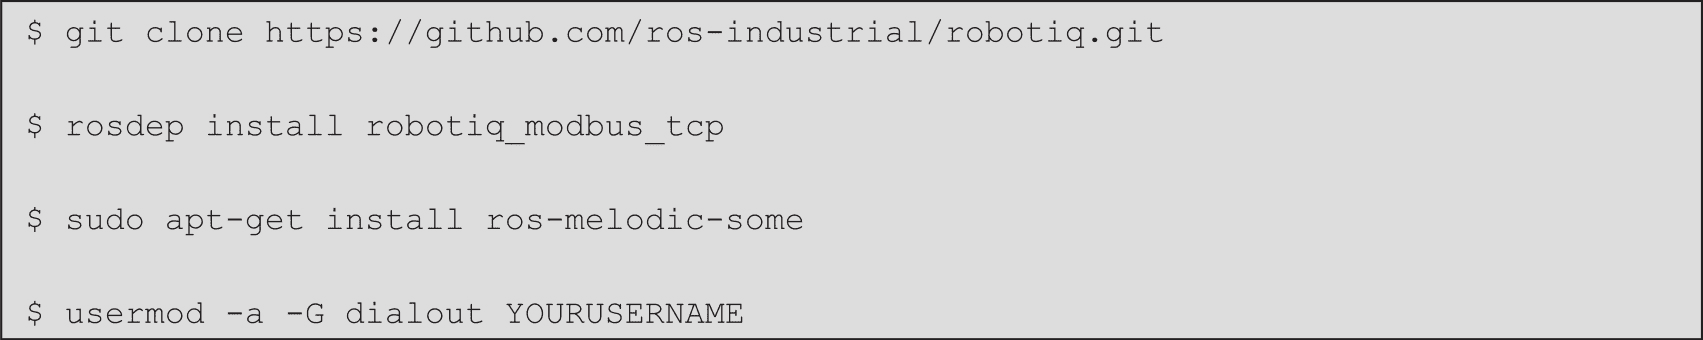 $ git clone https://github.com/ros-industrial/robotiq.git
$ rosdep install robotiq_modbus_tcp
$ sudo apt-get install ros-melodic-some
$ usermod -a -G dialout YOURUSERNAME